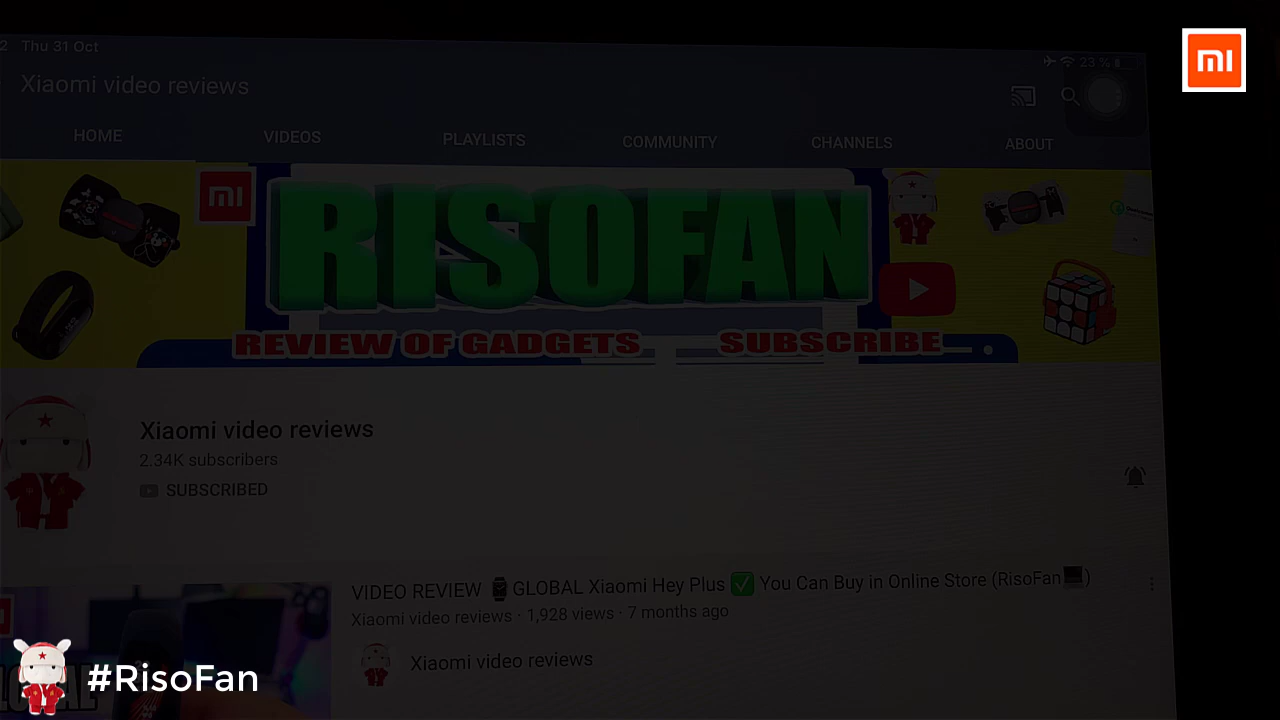 2 Thu 31 Oct
23 %
Xiaomi video reviews
HOME VIDEOS PLAYLISTS COMMUNITY CHANNELS ABOUT
mi
mi
RISOFAN
REVIEW OF GADGETS SUBSCRIBE
Xiaomi video reviews
2.34K subscribers
SUBSCRIBED
VIDEO REVIEW ⌚GLOBAL Xiaomi Hey Plus ✅ You Can Buy in Online Store (RisoFan💻)
Xiaomi video reviews · 1,928 views · 7 months ago
Xiaomi video reviews
#RisoFan